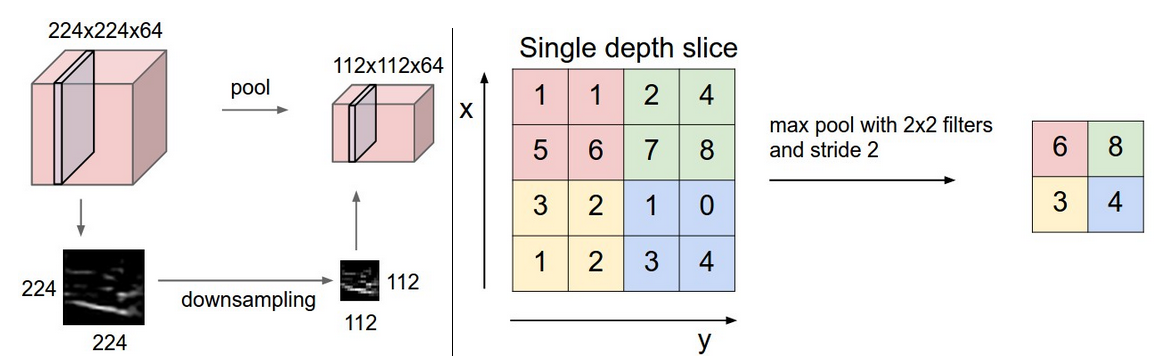 224x224x64
pool
112x112x64
224
224
downsampling
112
112
Single depth slice
x
1 1 2 4
5 6 7 8
3 2 1 0
1 2 3 4
y
max pool with 2x2 filters
and stride 2
6 8
3 4